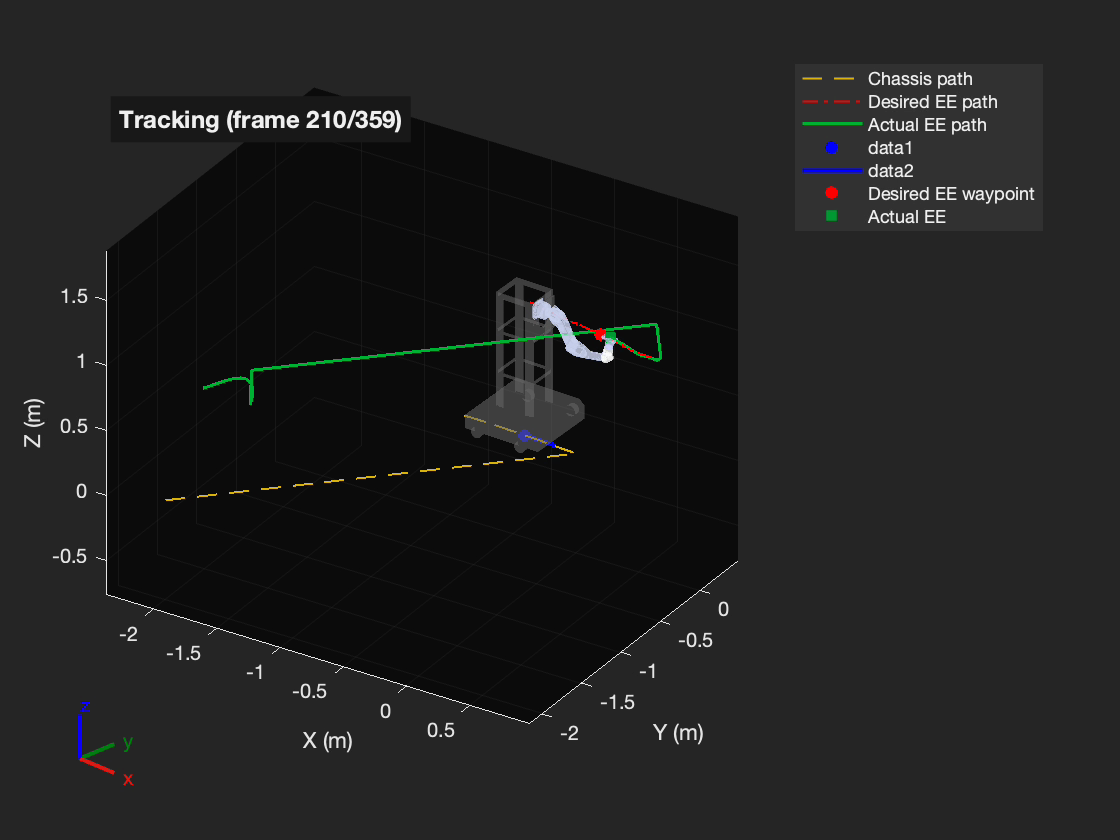 Tracking (frame 210/359)
Chassis path
Desired EE path
Actual EE path
data1
data2
Desired EE waypoint
Actual EE
1.5
1
0.5
0
-0.5
Z (m)
-2
-1.5
-1
-0.5
0
0.5
X (m)
0
-0.5
-1
-1.5
-2
Y (m)
z
y
x